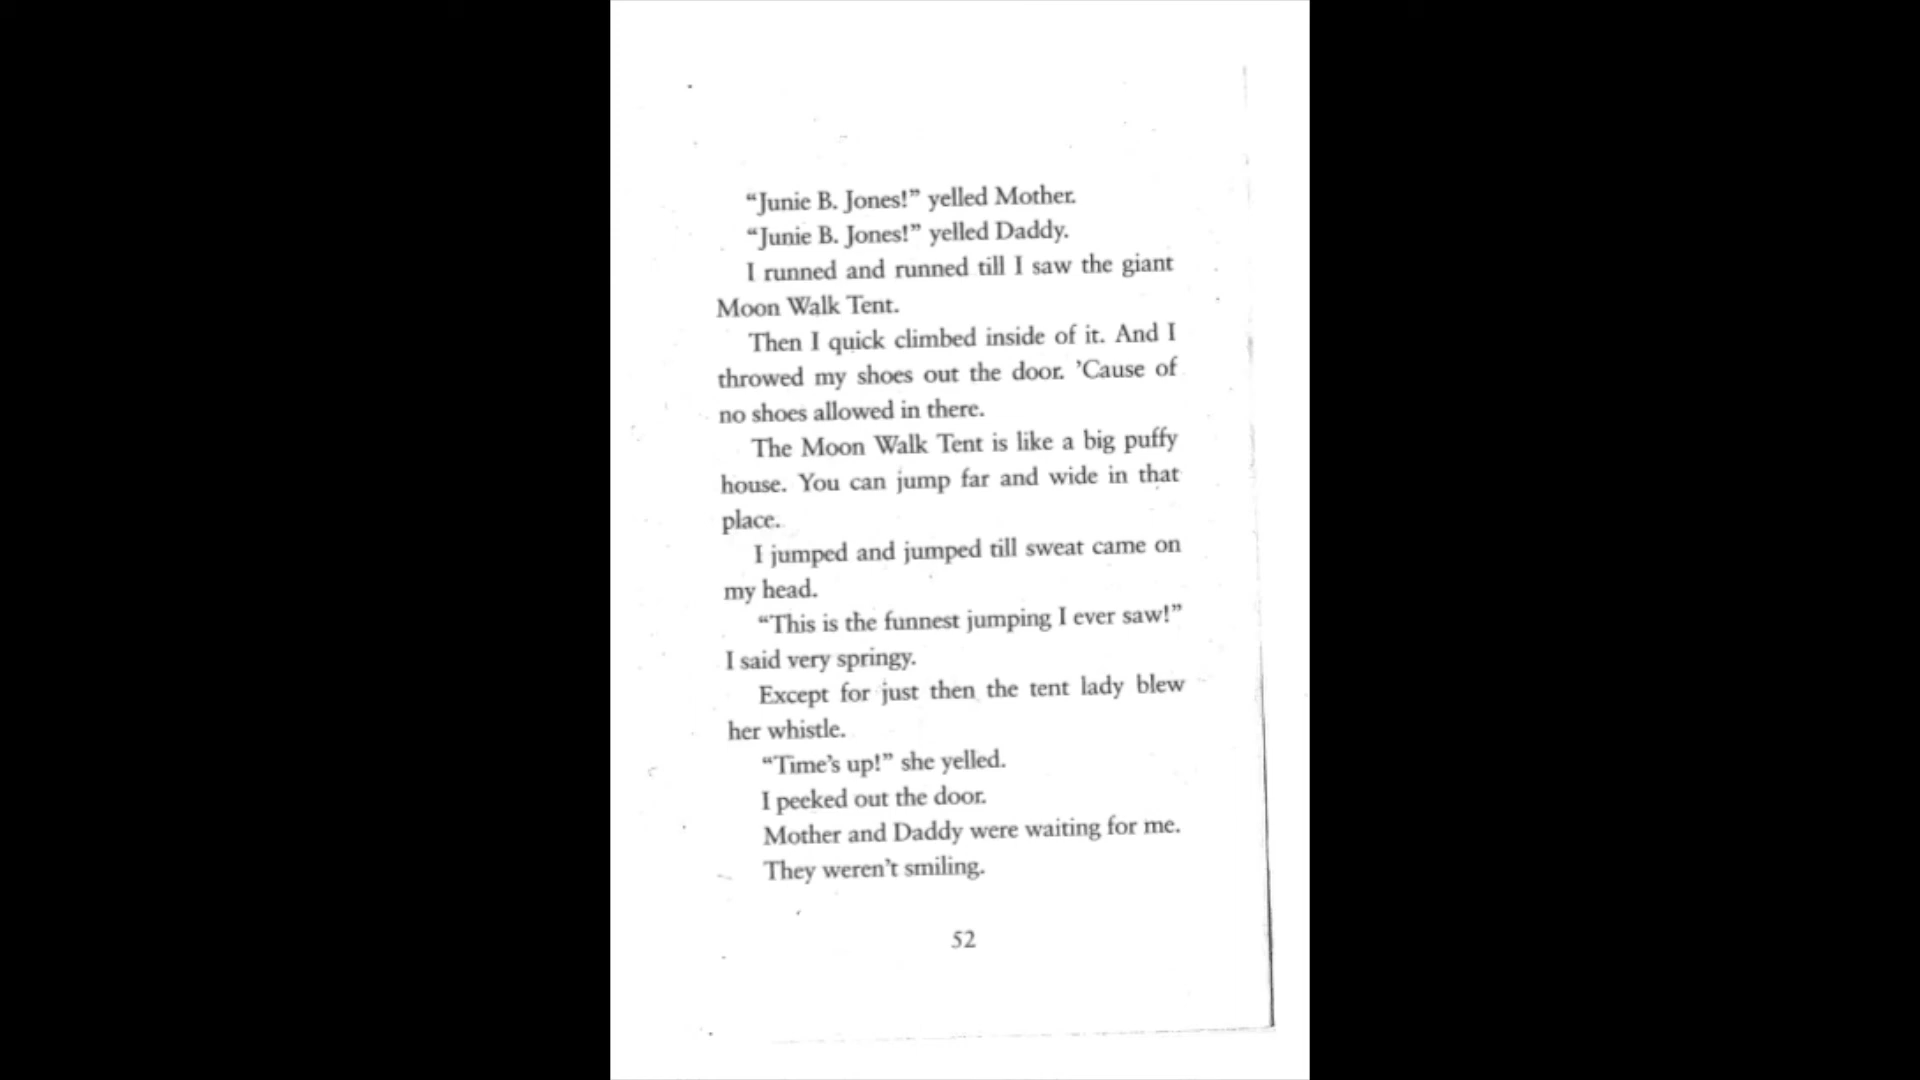 “Junie B. Jones!” yelled Mother.
“Junie B. Jones!” yelled Daddy.
I runned and runned till I saw the giant
Moon Walk Tent.
Then I quick climbed inside of it. And I
throwed my shoes out the door. ’Cause of
no shoes allowed in there.
The Moon Walk Tent is like a big puffy
house. You can jump far and wide in that
place.
I jumped and jumped till sweat came on
my head.
“This is the funnest jumping I ever saw!”
I said very springy.
Except for just then the tent lady blew
her whistle.
“Time’s up!” she yelled.
I peeked out the door.
Mother and Daddy were waiting for me.
They weren’t smiling.
52